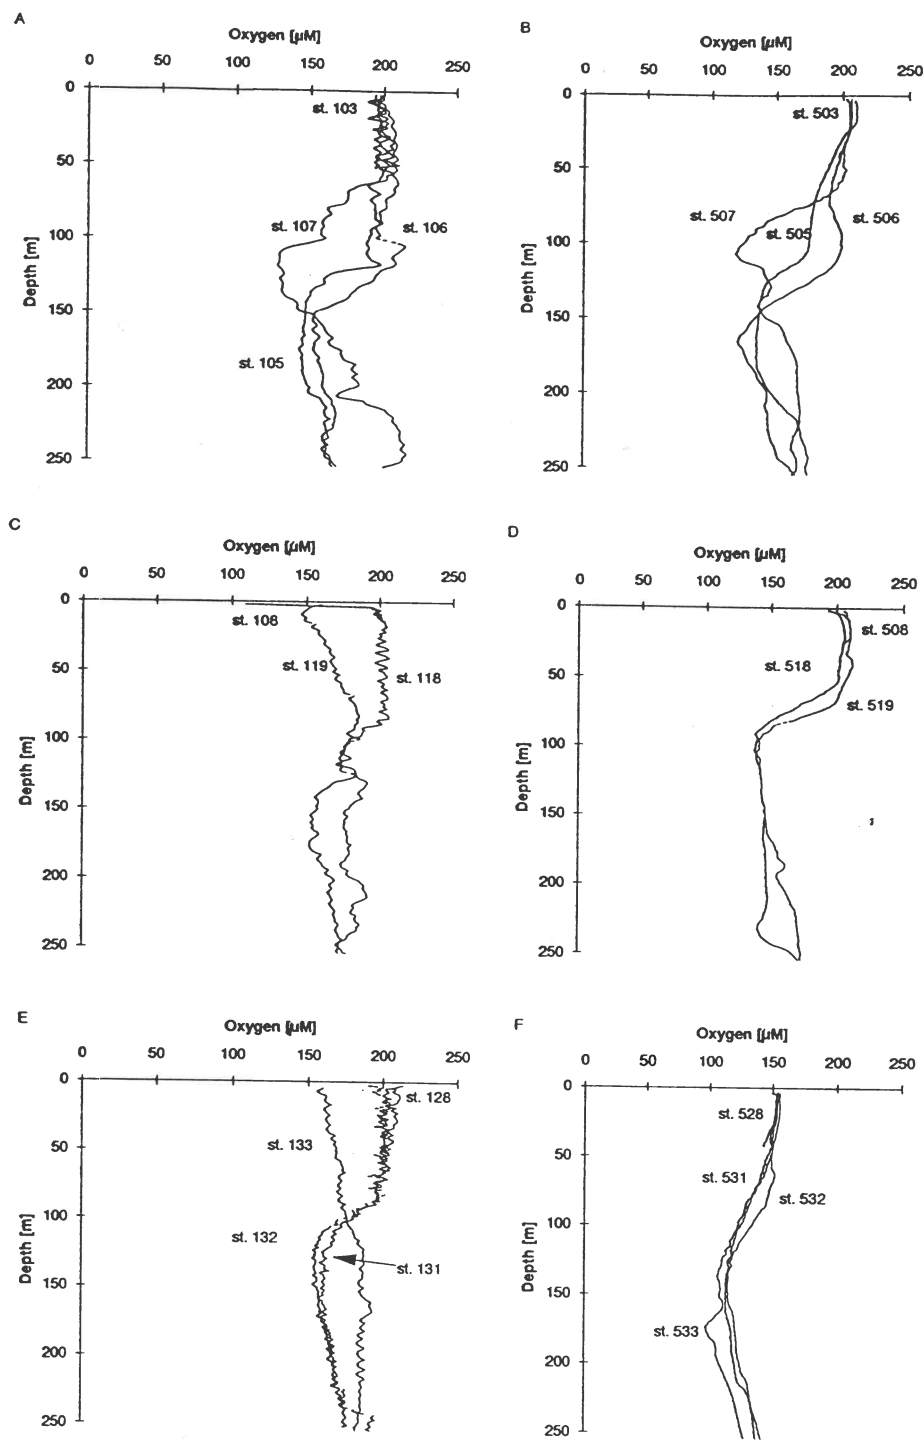 A
Oxygen [µM]
0 50 100 150 200 250
0
50
100
150
200
250
Depth [m]
st. 103
st. 107
st. 106
st. 105
B
Oxygen [µM]
0 50 100 150 200 250
0
50
100
150
200
250
Depth [m]
st. 503
st. 507
st. 506
st. 505
C
Oxygen [µM]
0 50 100 150 200 250
0
50
100
150
200
250
Depth [m]
st. 108
st. 119
st. 118
D
Oxygen [µM]
0 50 100 150 200 250
0
50
100
150
200
250
Depth [m]
st. 508
st. 518
st. 519
E
Oxygen [µM]
0 50 100 150 200 250
0
50
100
150
200
250
Depth [m]
st. 128
st. 133
st. 132
st. 131
F
Oxygen [µM]
0 50 100 150 200 250
0
50
100
150
200
250
Depth [m]
st. 528
st. 531
st. 532
st. 533